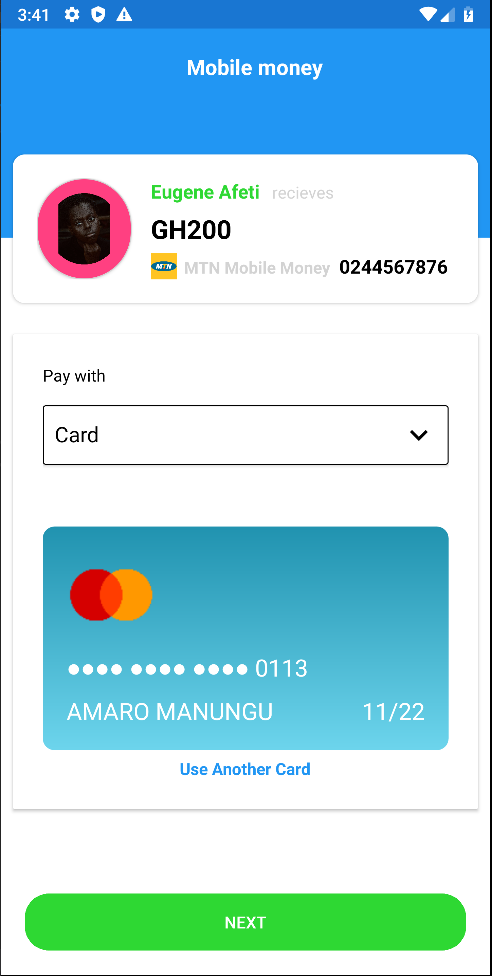 3:41
Mobile money
Eugene Afeti recieves
GH200
MTN MTN Mobile Money 0244567876
Pay with
Card
•••• •••• •••• 0113
AMARO MANUNGU 11/22
Use Another Card
NEXT